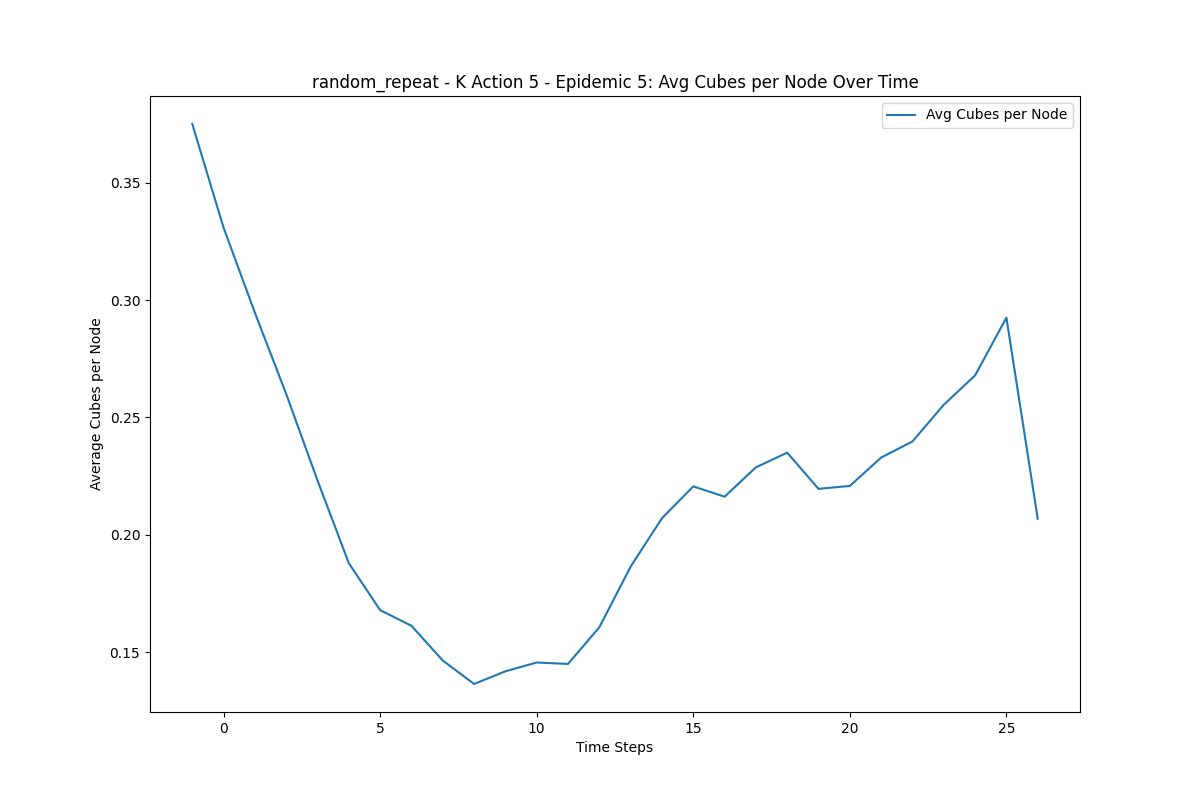 random_repeat - K Action 5 - Epidemic 5: Avg Cubes per Node Over Time
Avg Cubes per Node
Average Cubes per Node
0.35
0.30
0.25
0.20
0.15
0 5 10 15 20 25
Time Steps